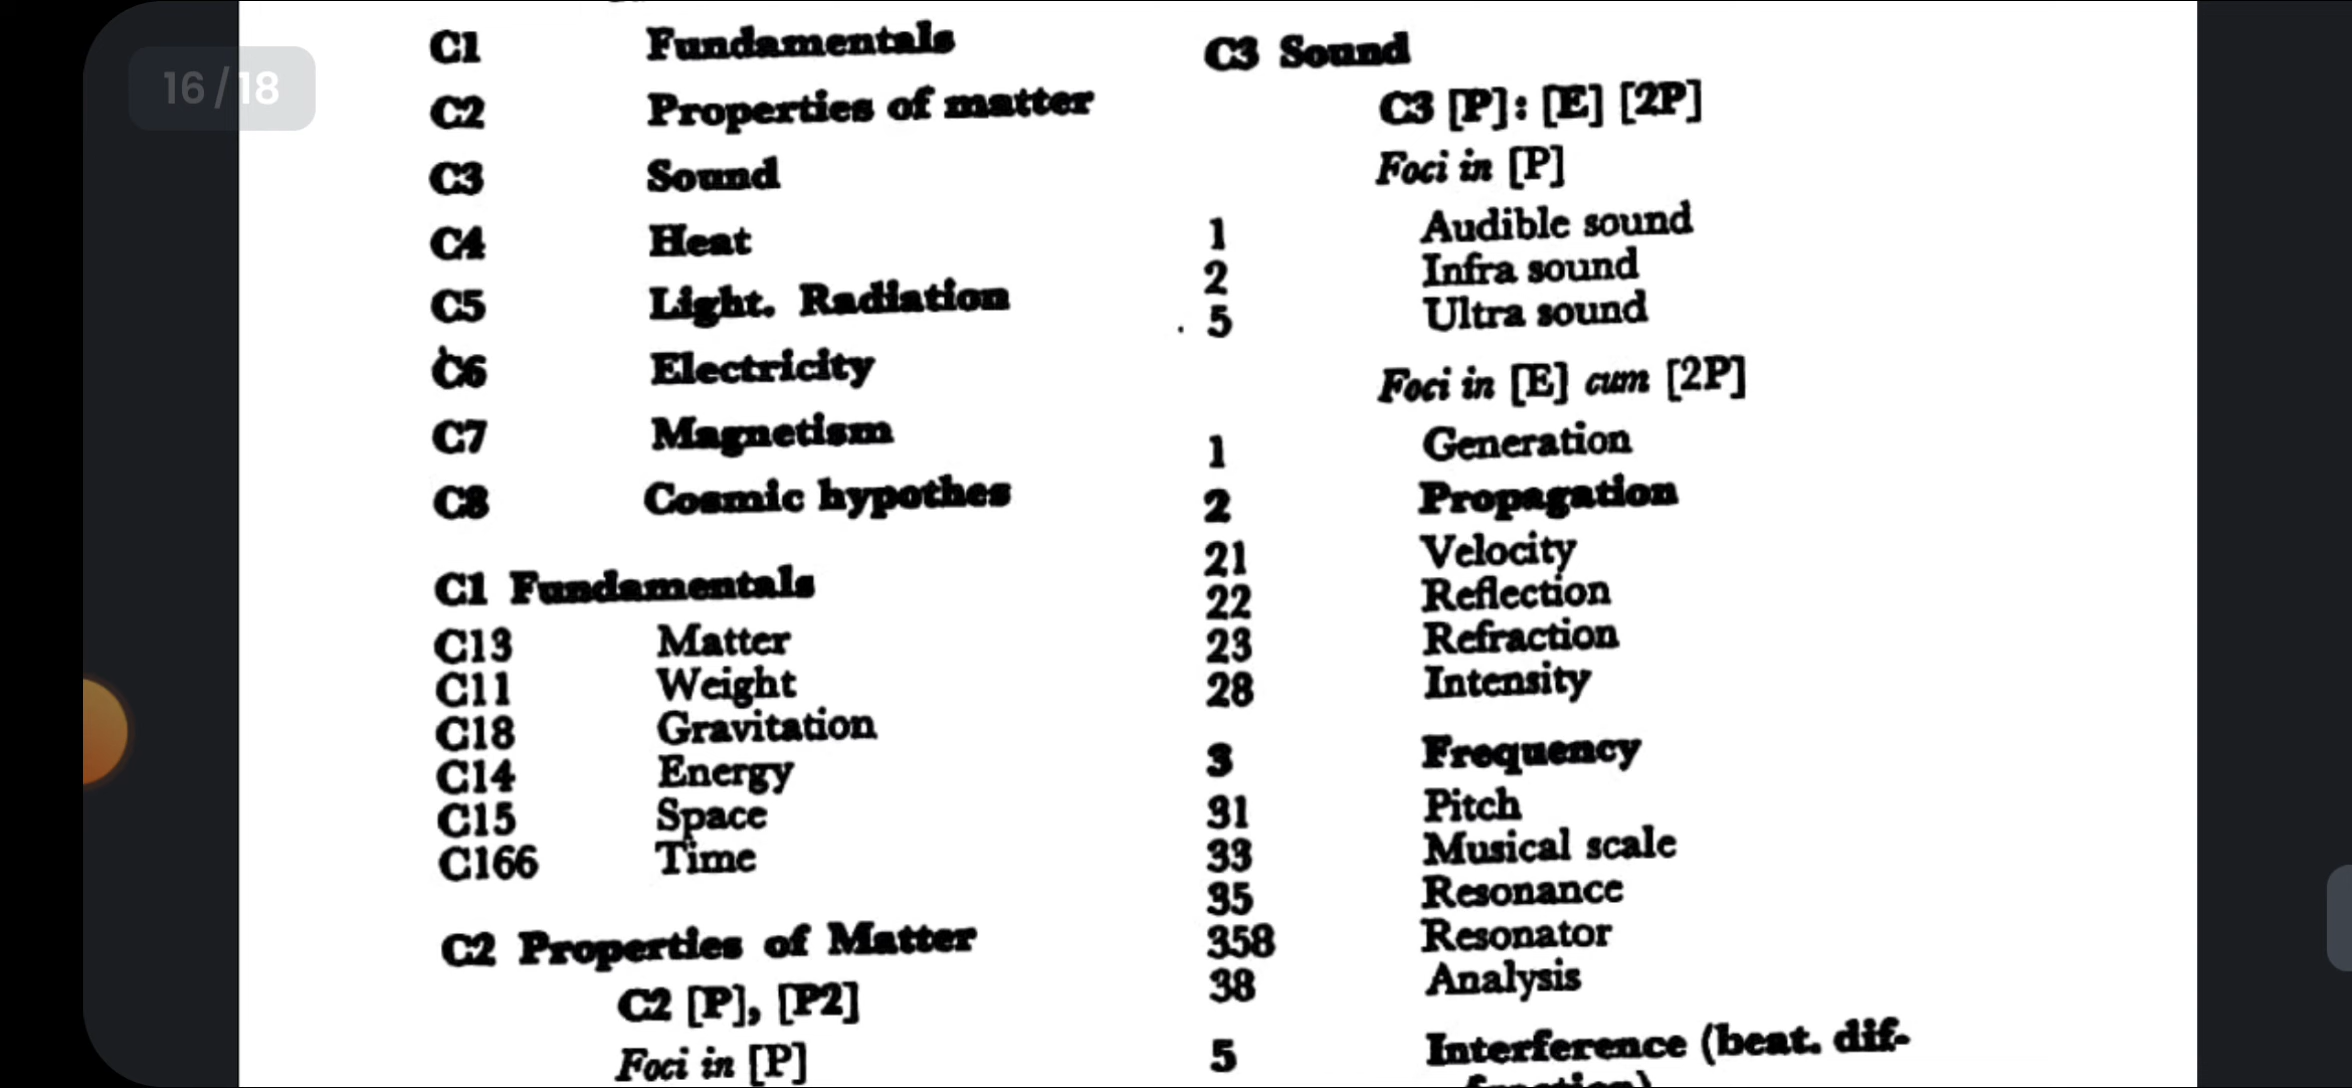 16/18
C1 Fundamentals
C2 Properties of matter
C3 Sound
C4 Heat
C5 Light. Radiation
C6 Electricity
C7 Magnetism
C8 Cosmic hypothes
C1 Fundamentals
C13 Matter
C11 Weight
C18 Gravitation
C14 Energy
C15 Space
C166 Time
C2 Properties of Matter
C2 [P], [P2]
Foci in [P]
C3 Sound
C3 [P]: [E] [2P]
Foci in [P]
1 Audible sound
2 Infra sound
5 Ultra sound
Foci in [E] cum [2P]
1 Generation
2 Propagation
21 Velocity
22 Reflection
23 Refraction
28 Intensity
3 Frequency
31 Pitch
33 Musical scale
35 Resonance
358 Resonator
38 Analysis
5 Interference (beat. dif-